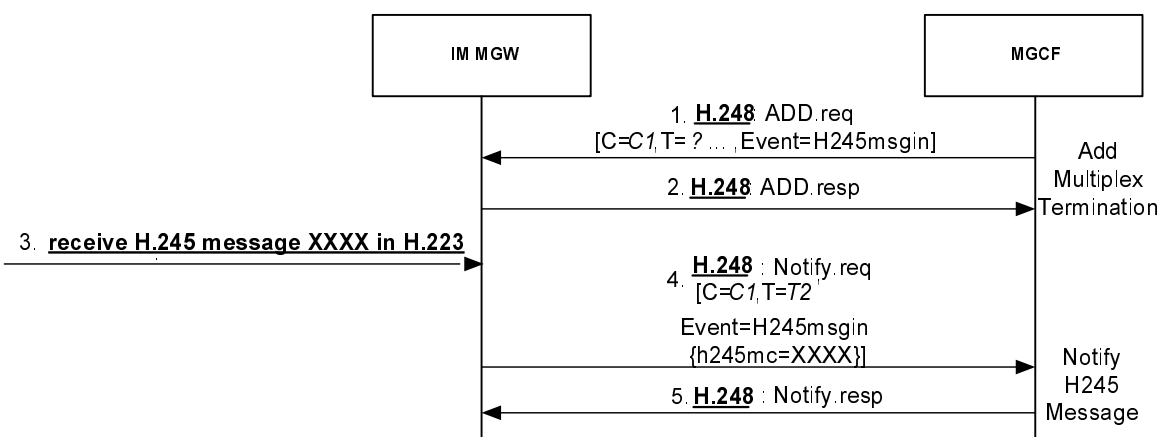 IM MGW
MGCF
1. H.248: ADD.req
[C=C1,T= ? ... ,Event=H245msgin]
Add
Multiplex
Termination
2. H.248: ADD.resp
3. receive H.245 message XXXX in H.223
4. H.248 : Notify.req
[C=C1,T=T2 ,
Event=H245msgin
{h245mc=XXXX}]
Notify
H245
Message
5. H.248 : Notify.resp